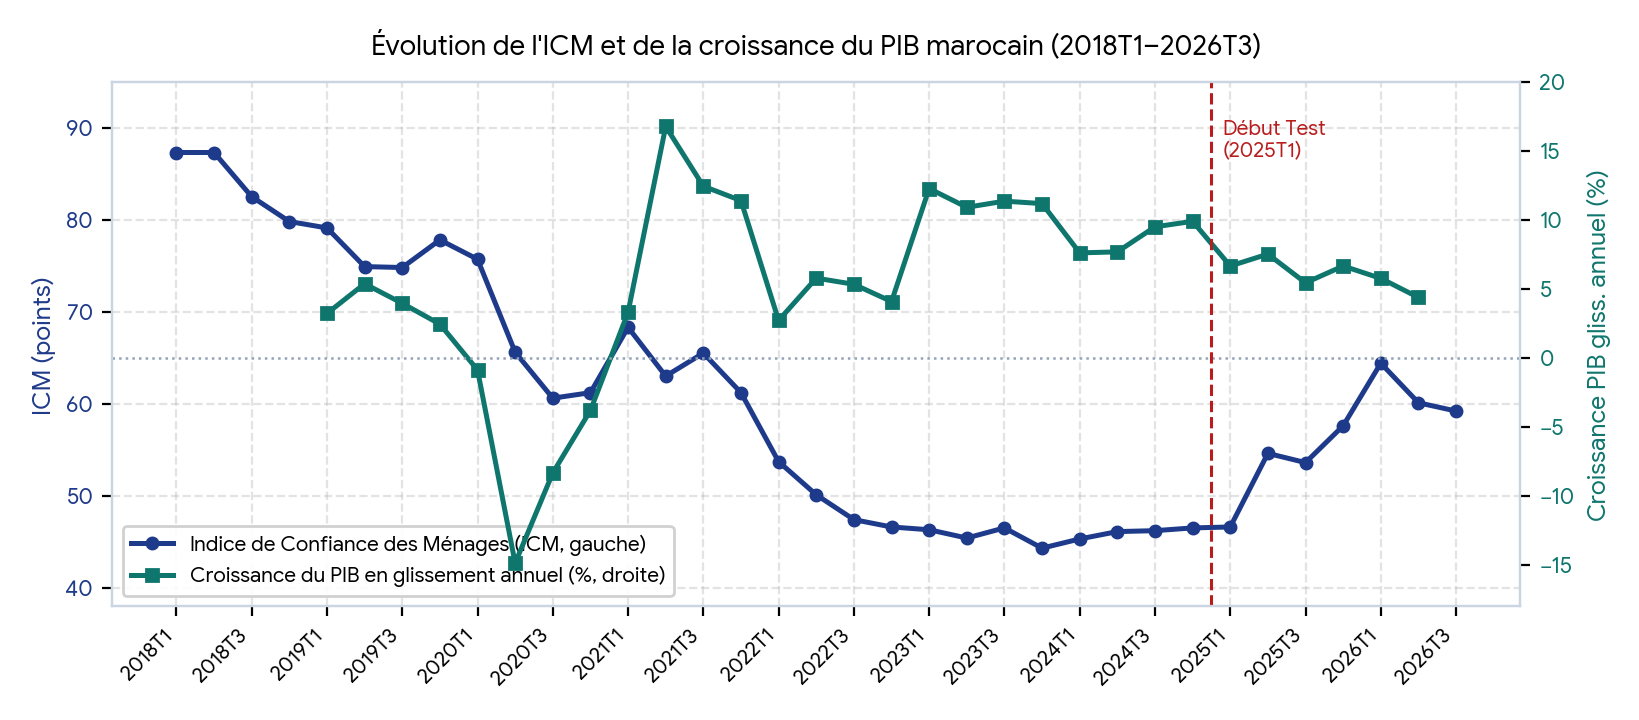 Évolution de l'ICM et de la croissance du PIB marocain (2018T1–2026T3)
ICM (points)
90
80
70
60
50
40
20
15
10
5
0
−5
−10
−15
Croissance PIB gliss. annuel (%)
Début Test
(2025T1)
Indice de Confiance des Ménages (ICM, gauche)
Croissance du PIB en glissement annuel (%, droite)
2018T1
2018T3
2019T1
2019T3
2020T1
2020T3
2021T1
2021T3
2022T1
2022T3
2023T1
2023T3
2024T1
2024T3
2025T1
2025T3
2026T1
2026T3